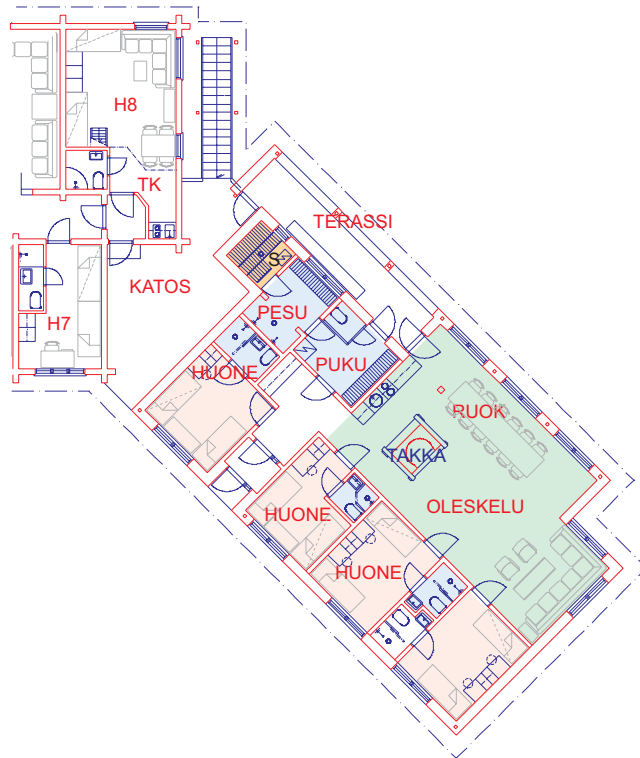 H8
TK
TERASSI
S
KATOS
PESU
H7
PUKU
HUONE
RUOK
TAKKA
OLESKELU
HUONE
HUONE